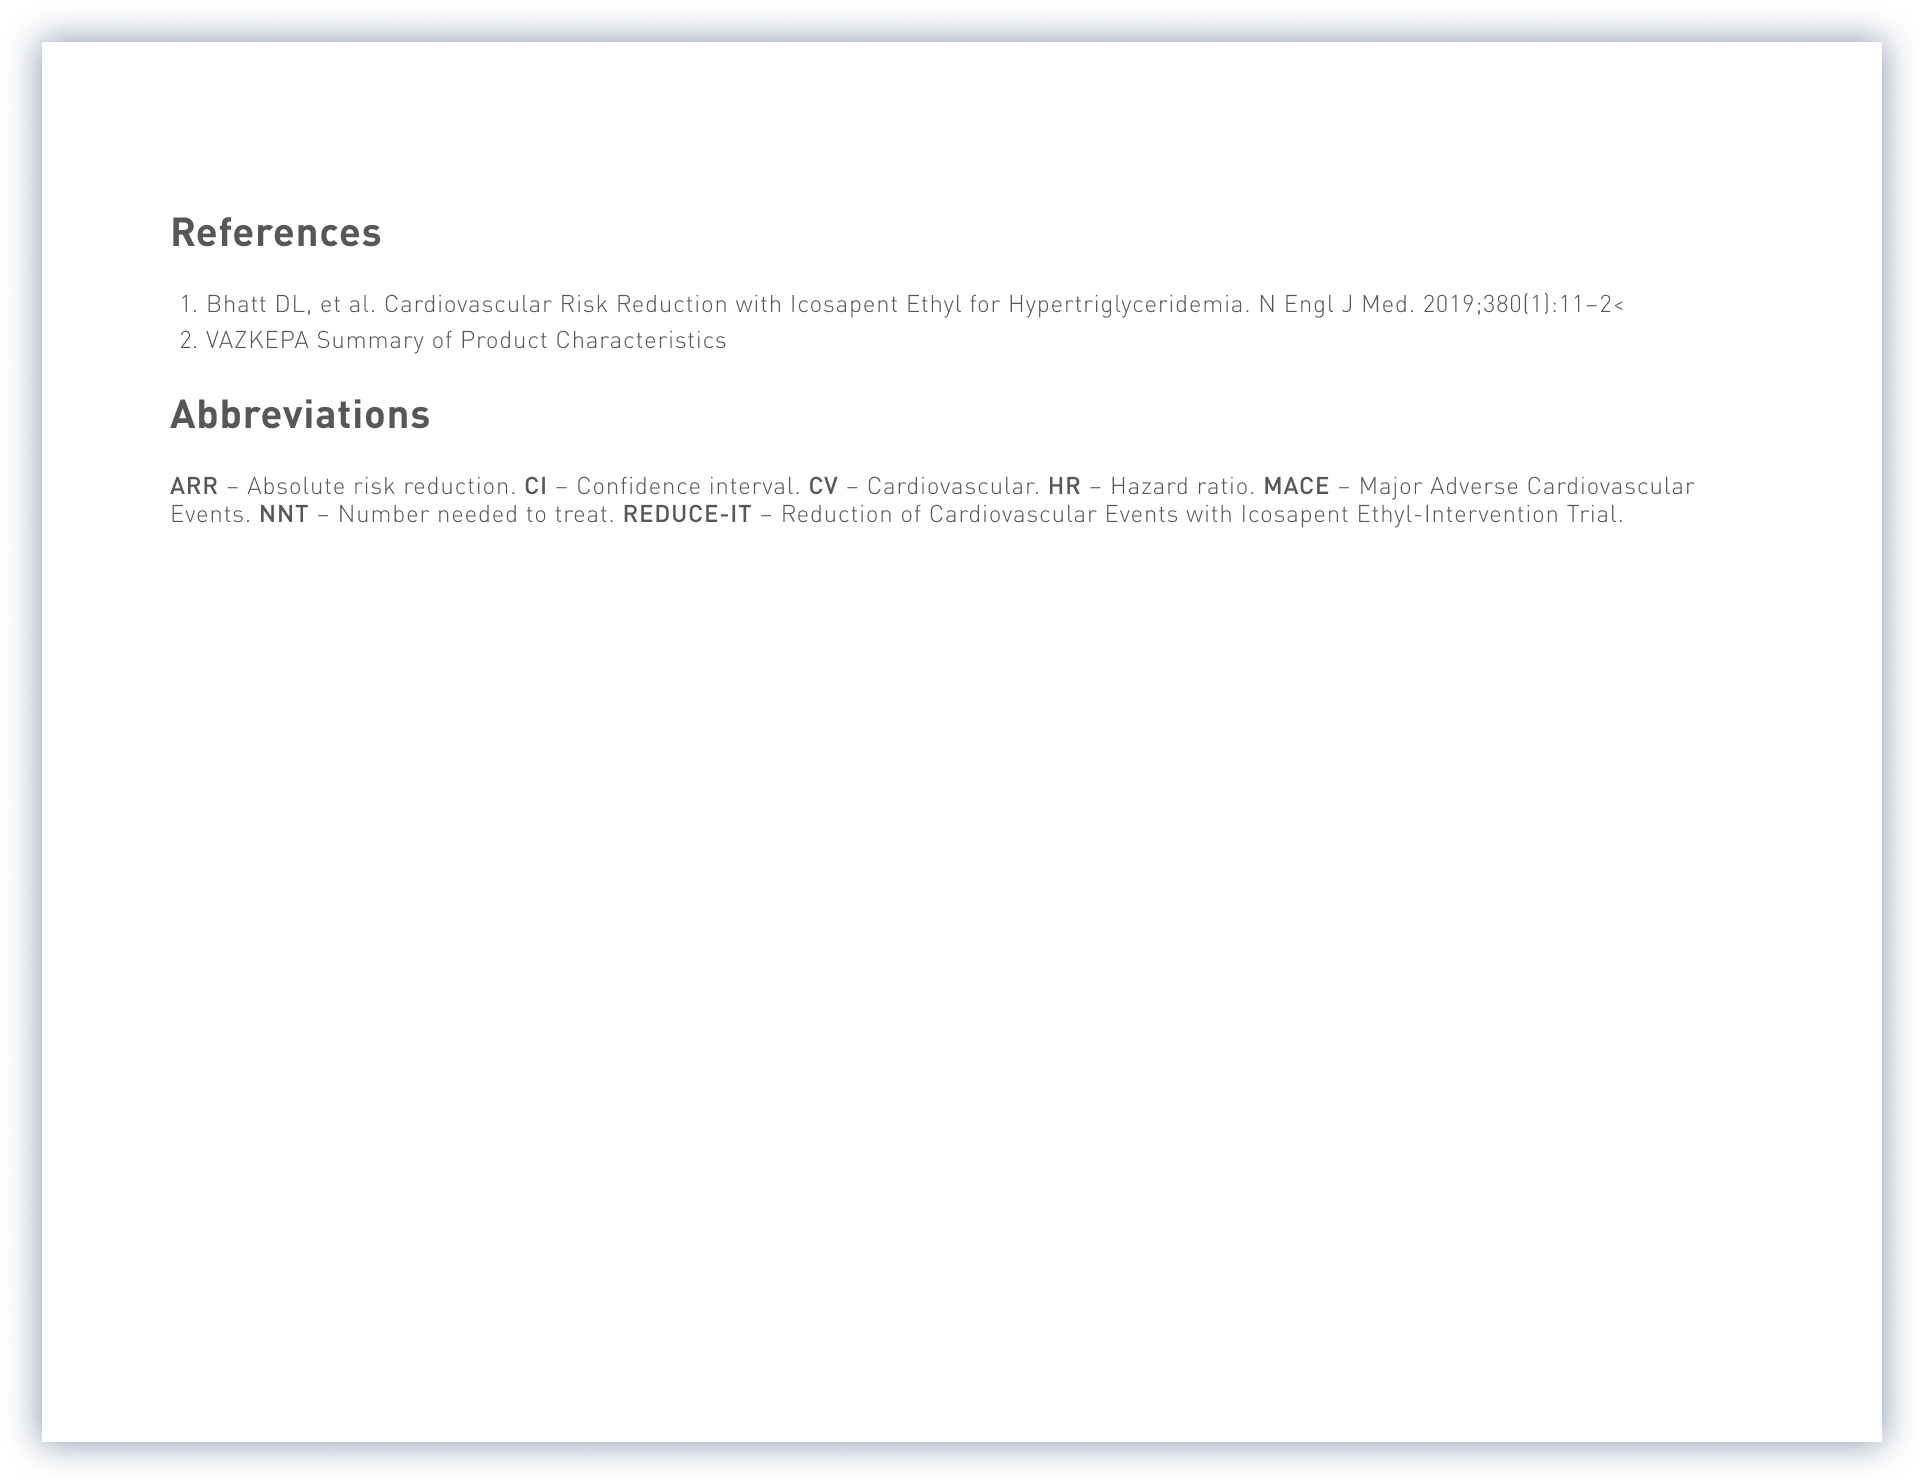 References
1. Bhatt DL, et al. Cardiovascular Risk Reduction with Icosapent Ethyl for Hypertriglyceridemia. N Engl J Med. 2019;380(1):11–2<
2. VAZKEPA Summary of Product Characteristics
Abbreviations
ARR – Absolute risk reduction. CI – Confidence interval. CV – Cardiovascular. HR – Hazard ratio. MACE – Major Adverse Cardiovascular
Events. NNT – Number needed to treat. REDUCE-IT – Reduction of Cardiovascular Events with Icosapent Ethyl-Intervention Trial.